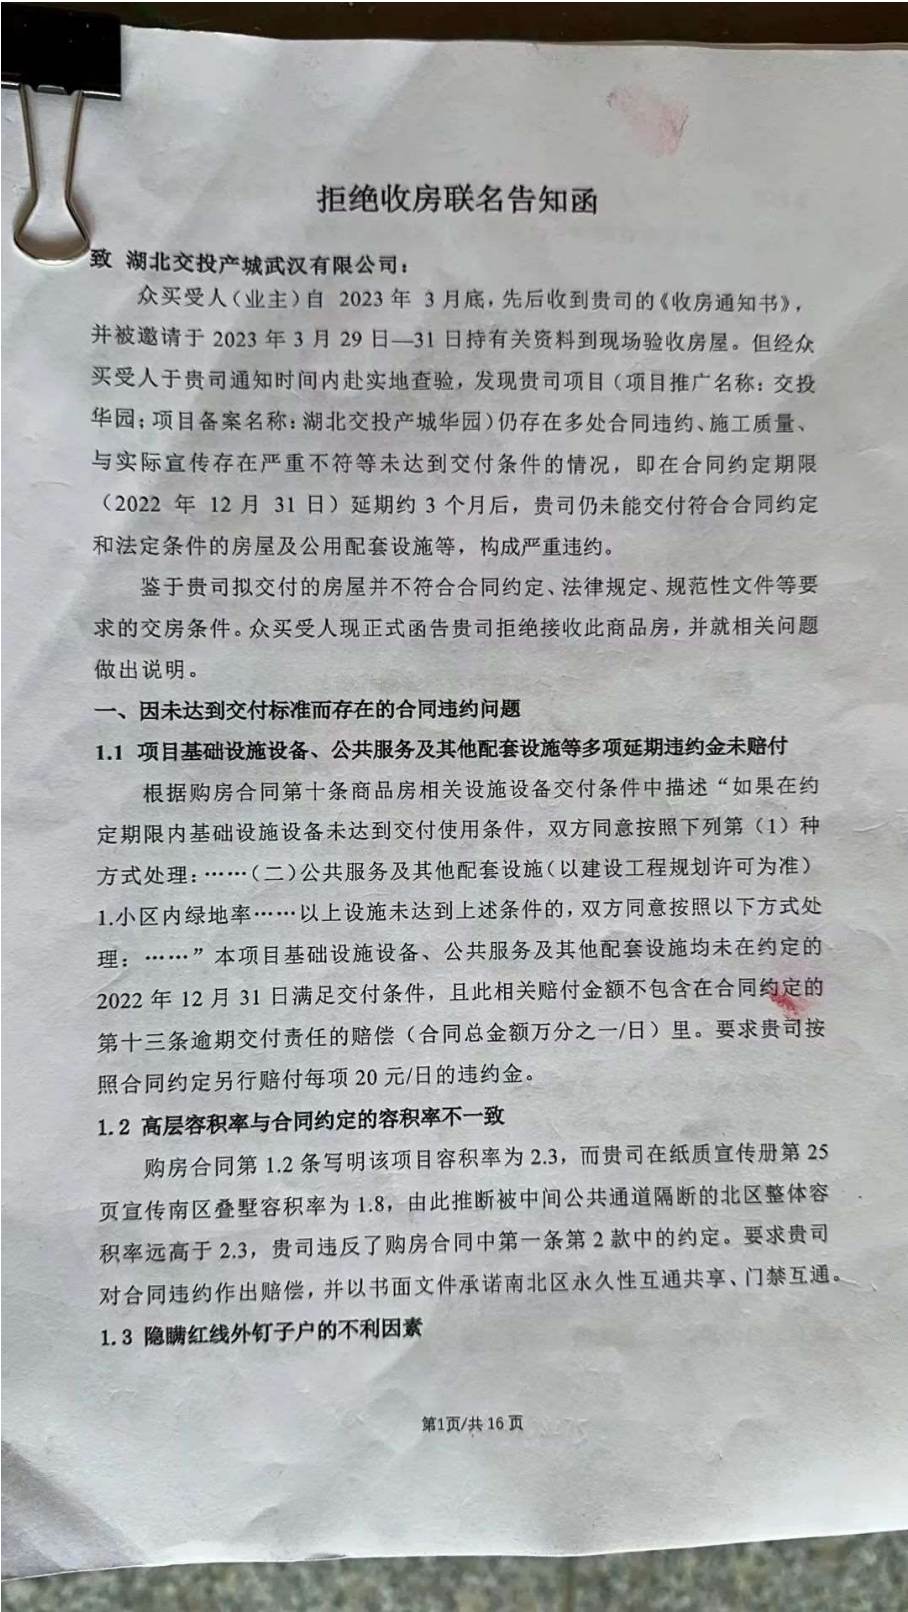 拒绝收房联名告知函
致 湖北交投产城武汉有限公司：
众买受人（业主）自 2023 年 3 月底，先后收到贵司的《收房通知书》，
并被邀请于 2023 年 3 月 29 日—31 日持有关资料到现场验收房屋。但经众
买受人于贵司通知时间内赴实地查验，发现贵司项目（项目推广名称：交投
华园；项目备案名称：湖北交投产城华园）仍存在多处合同违约、施工质量、
与实际宣传存在严重不符等未达到交付条件的情况，即在合同约定期限
（2022 年 12 月 31 日）延期约 3 个月后，贵司仍未能交付符合合同约定
和法定条件的房屋及公用配套设施等，构成严重违约。
鉴于贵司拟交付的房屋并不符合合同约定、法律规定、规范性文件等要
求的交房条件。众买受人现正式函告贵司拒绝接收此商品房，并就相关问题
做出说明。
一、因未达到交付标准而存在的合同违约问题
1.1 项目基础设施设备、公共服务及其他配套设施等多项延期违约金未赔付
根据购房合同第十条商品房相关设施设备交付条件中描述“如果在约
定期限内基础设施设备未达到交付使用条件，双方同意按照下列第（1）种
方式处理：……（二）公共服务及其他配套设施（以建设工程规划许可为准）
1.小区内绿地率……以上设施未达到上述条件的，双方同意按照以下方式处
理：……”本项目基础设施设备、公共服务及其他配套设施均未在约定的
2022 年 12 月 31 日满足交付条件，且此相关赔付金额不包含在合同约定的
第十三条逾期交付责任的赔偿（合同总金额万分之一/日）里。要求贵司按
照合同约定另行赔付每项 20 元/日的违约金。
1.2 高层容积率与合同约定的容积率不一致
购房合同第 1.2 条写明该项目容积率为 2.3，而贵司在纸质宣传册第 25
页宣传南区叠墅容积率为 1.8，由此推断被中间公共通道隔断的北区整体容
积率远高于 2.3，贵司违反了购房合同中第一条第 2 款中的约定。要求贵司
对合同违约作出赔偿，并以书面文件承诺南北区永久性互通共享、门禁互通。
1.3 隐瞒红线外钉子户的不利因素
第1页/共 16 页